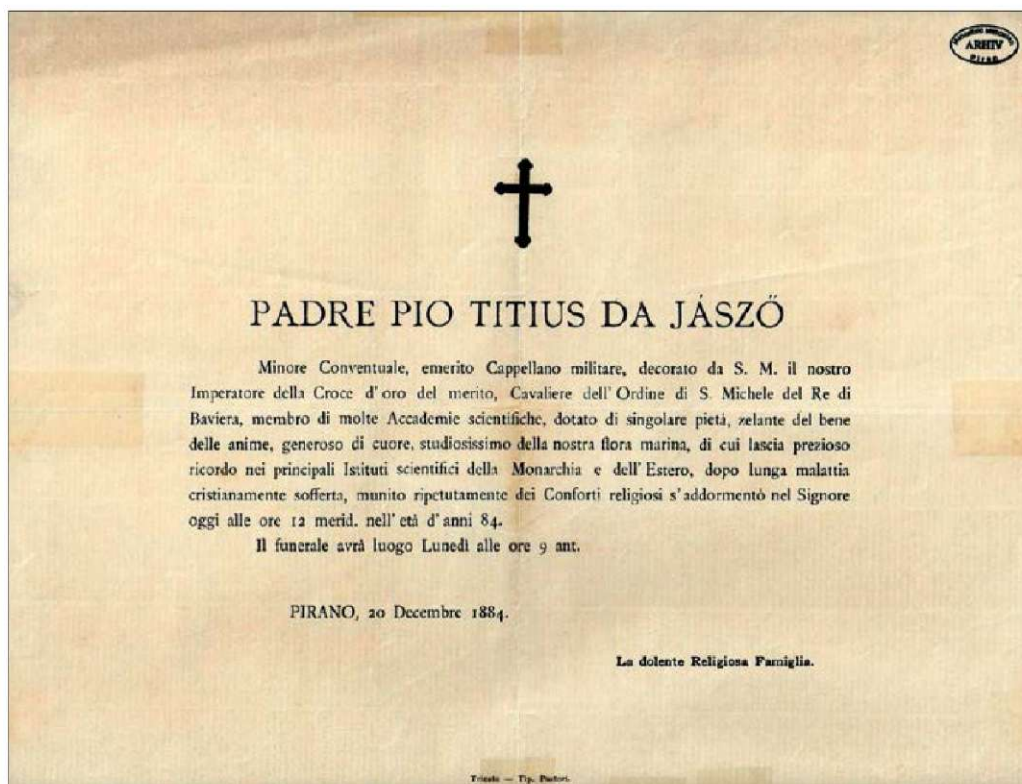 ARHIV
Piran
PADRE PIO TITIUS DA JÁSZŐ
Minore Conventuale, emerito Cappellano militare, decorato da S. M. il nostro
Imperatore della Croce d'oro del merito, Cavaliere dell'Ordine di S. Michele del Re di
Baviera, membro di molte Accademie scientifiche, dotato di singolare pietà, zelante del bene
delle anime, generoso di cuore, studiosissimo della nostra flora marina, di cui lascia prezioso
ricordo nei principali Istituti scientifici della Monarchia e dell'Estero, dopo lunga malattia
cristianamente sofferta, munito ripetutamente dei Conforti religiosi s'addormentò nel Signore
oggi alle ore 12 merid. nell'età d'anni 84.
Il funerale avrà luogo Lunedì alle ore 9 ant.
PIRANO, 20 Decembre 1884.
La dolente Religiosa Famiglia.
Trieste — Tip. Pastori.